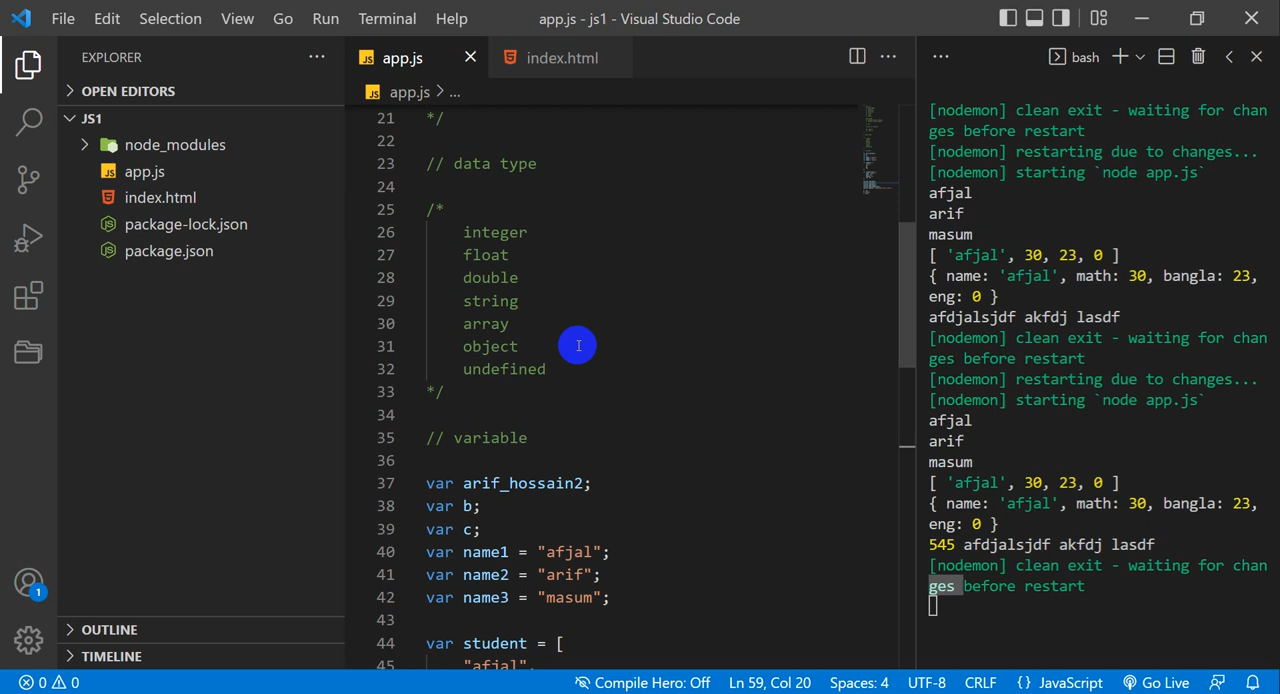 File Edit Selection View Go Run Terminal Help app.js - js1 - Visual Studio Code
EXPLORER
OPEN EDITORS
JS1
node_modules
app.js
index.html
package-lock.json
package.json
OUTLINE
TIMELINE
1
app.js index.html
app.js > ...
21 */
22
23 // data type
24
25 /*
26 integer
27 float
28 double
29 string
30 array
31 object
32 undefined
33 */
34
35 // variable
36
37 var arif_hossain2;
38 var b;
39 var c;
40 var name1 = "afjal";
41 var name2 = "arif";
42 var name3 = "masum";
43
44 var student = [
45 "afjal",
bash
[nodemon] clean exit - waiting for chan
ges before restart
[nodemon] restarting due to changes...
[nodemon] starting `node app.js`
afjal
arif
masum
[ 'afjal', 30, 23, 0 ]
{ name: 'afjal', math: 30, bangla: 23,
eng: 0 }
afdjalsjdf akfdj lasdf
[nodemon] clean exit - waiting for chan
ges before restart
[nodemon] restarting due to changes...
[nodemon] starting `node app.js`
afjal
arif
masum
[ 'afjal', 30, 23, 0 ]
{ name: 'afjal', math: 30, bangla: 23,
eng: 0 }
545 afdjalsjdf akfdj lasdf
[nodemon] clean exit - waiting for chan
ges before restart
0 0 Compile Hero: Off Ln 59, Col 20 Spaces: 4 UTF-8 CRLF {} JavaScript Go Live